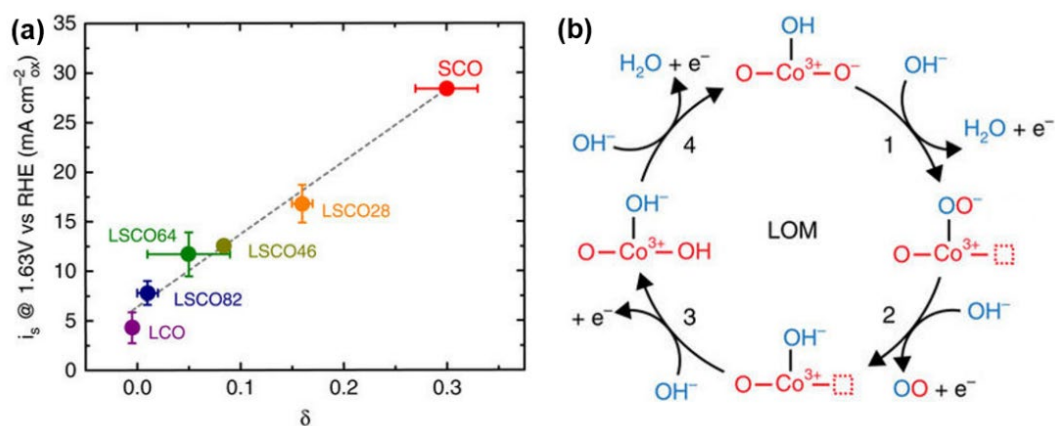 (a)
i_s @ 1.63V vs RHE (mA cm⁻²ₒₓ)
35
30
25
20
15
10
5
0
0.0 0.1 0.2 0.3
δ
SCO
LSCO28
LSCO64
LSCO46
LSCO82
LCO
(b)
LOM
OH
O-Co³⁺-O⁻
OH⁻
1
H₂O + e⁻
OO⁻
O-Co³⁺-
2
OH⁻
OO + e⁻
OH⁻
O-Co³⁺-
3
OH⁻
+ e⁻
OH⁻
O-Co³⁺-OH
4
OH⁻
H₂O + e⁻